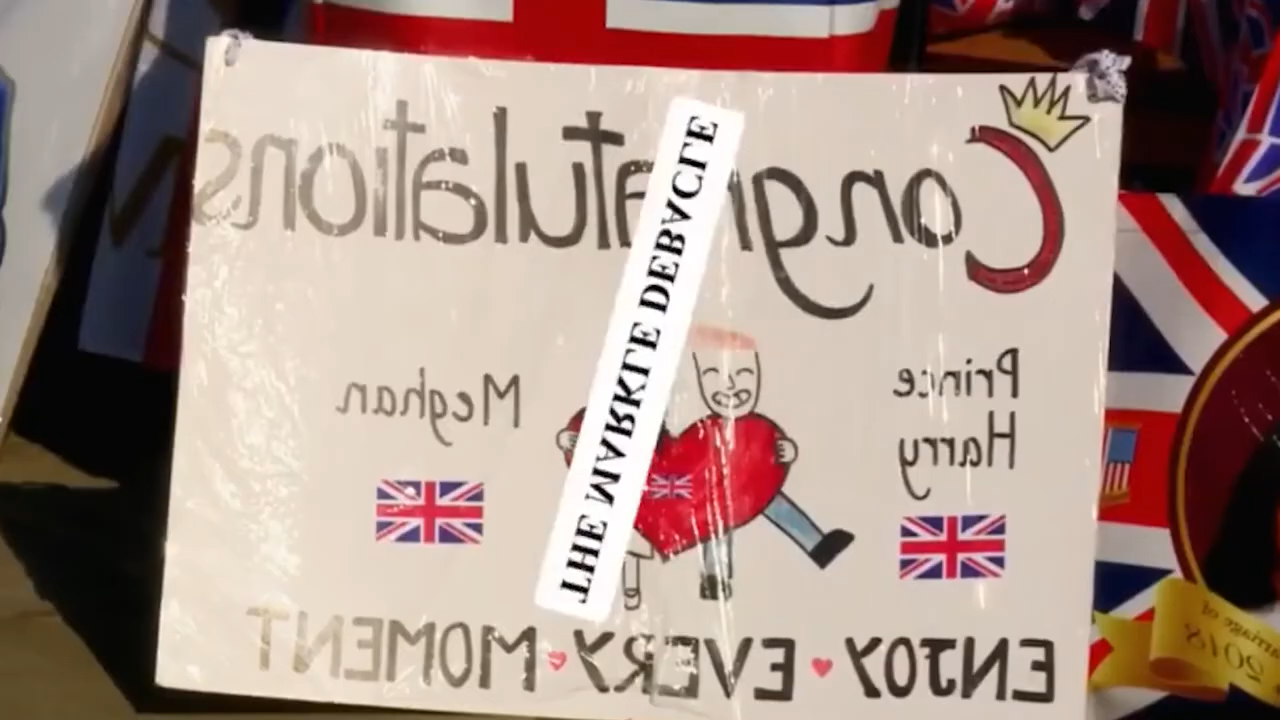 Congratulations
THE MARKLE DEBACLE
Prince
Harry
Meghan
ENJOY ♥ EVERY ♥ MOMENT
2018